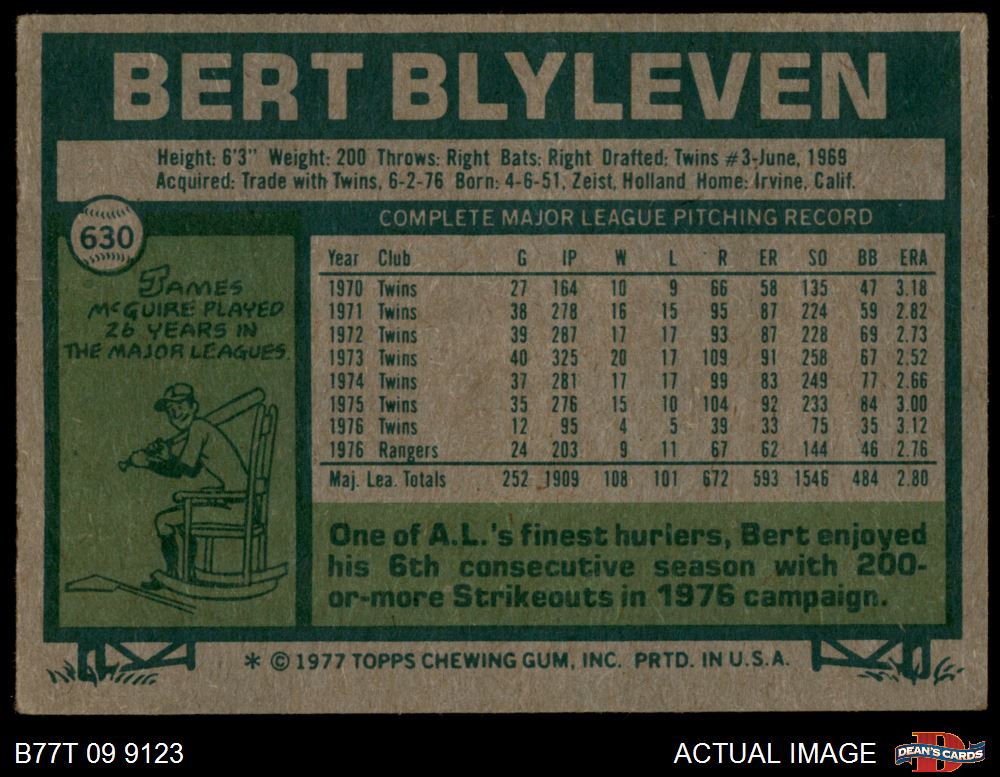 BERT BLYLEVEN
Height: 6'3" Weight: 200 Throws: Right Bats: Right Drafted: Twins #3-June, 1969
Acquired: Trade with Twins, 6-2-76 Born: 4-6-51, Zeist, Holland Home: Irvine, Calif.
630
JAMES
McGUIRE PLAYED
26 YEARS IN
THE MAJOR LEAGUES.
COMPLETE MAJOR LEAGUE PITCHING RECORD
Year Club G IP W L R ER SO BB ERA
1970 Twins 27 164 10 9 66 58 135 47 3.18
1971 Twins 38 278 16 15 95 87 224 59 2.82
1972 Twins 39 287 17 17 93 87 228 69 2.73
1973 Twins 40 325 20 17 109 91 258 67 2.52
1974 Twins 37 281 17 17 99 83 249 77 2.66
1975 Twins 35 276 15 10 104 92 233 84 3.00
1976 Twins 12 95 4 5 39 33 75 35 3.12
1976 Rangers 24 203 9 11 67 62 144 46 2.76
Maj. Lea. Totals 252 1909 108 101 672 593 1546 484 2.80
One of A.L.'s finest hurlers, Bert enjoyed
his 6th consecutive season with 200-
or-more Strikeouts in 1976 campaign.
* © 1977 TOPPS CHEWING GUM, INC. PRTD. IN U.S.A.
B77T 09 9123
ACTUAL IMAGE
D
DEAN'S CARDS